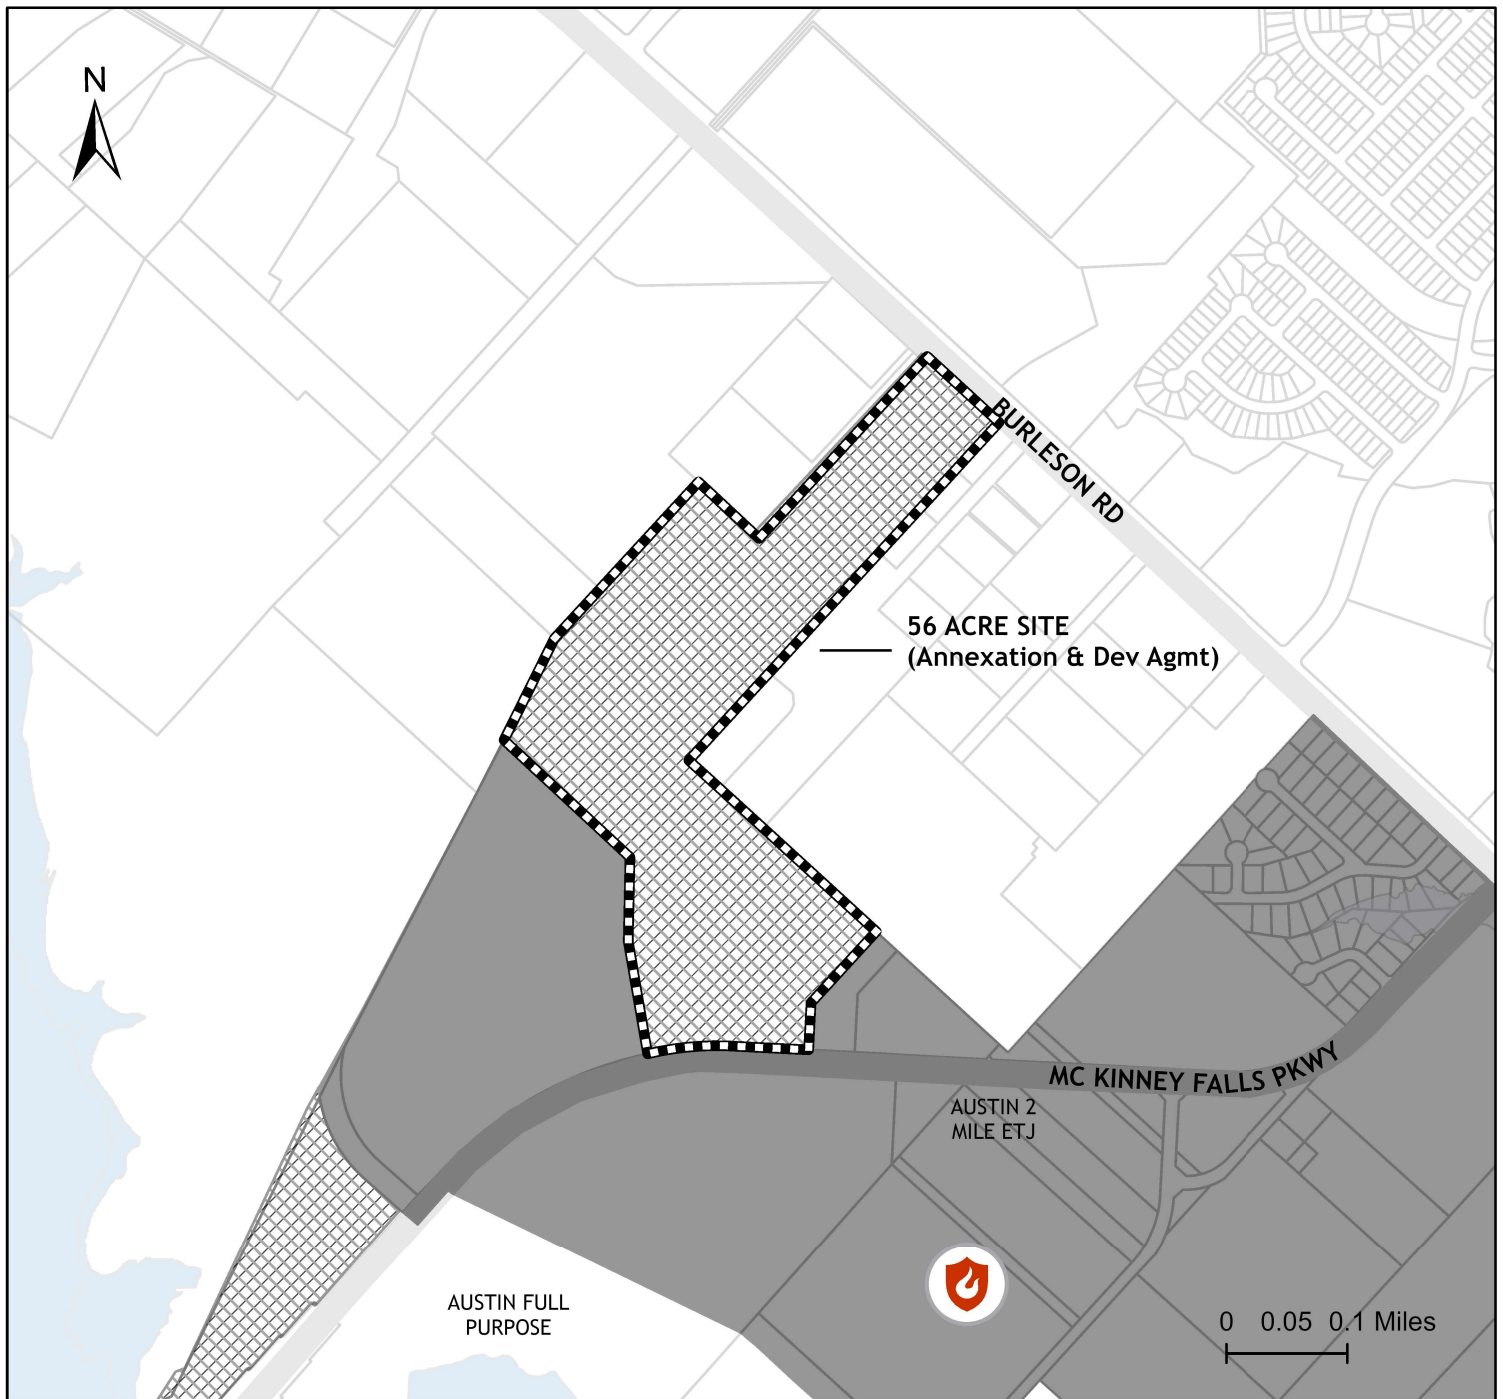 N
BURLESON RD
56 ACRE SITE
(Annexation & Dev Agmt)
MC KINNEY FALLS PKWY
AUSTIN 2
MILE ETJ
AUSTIN FULL
PURPOSE
0 0.05 0.1 Miles